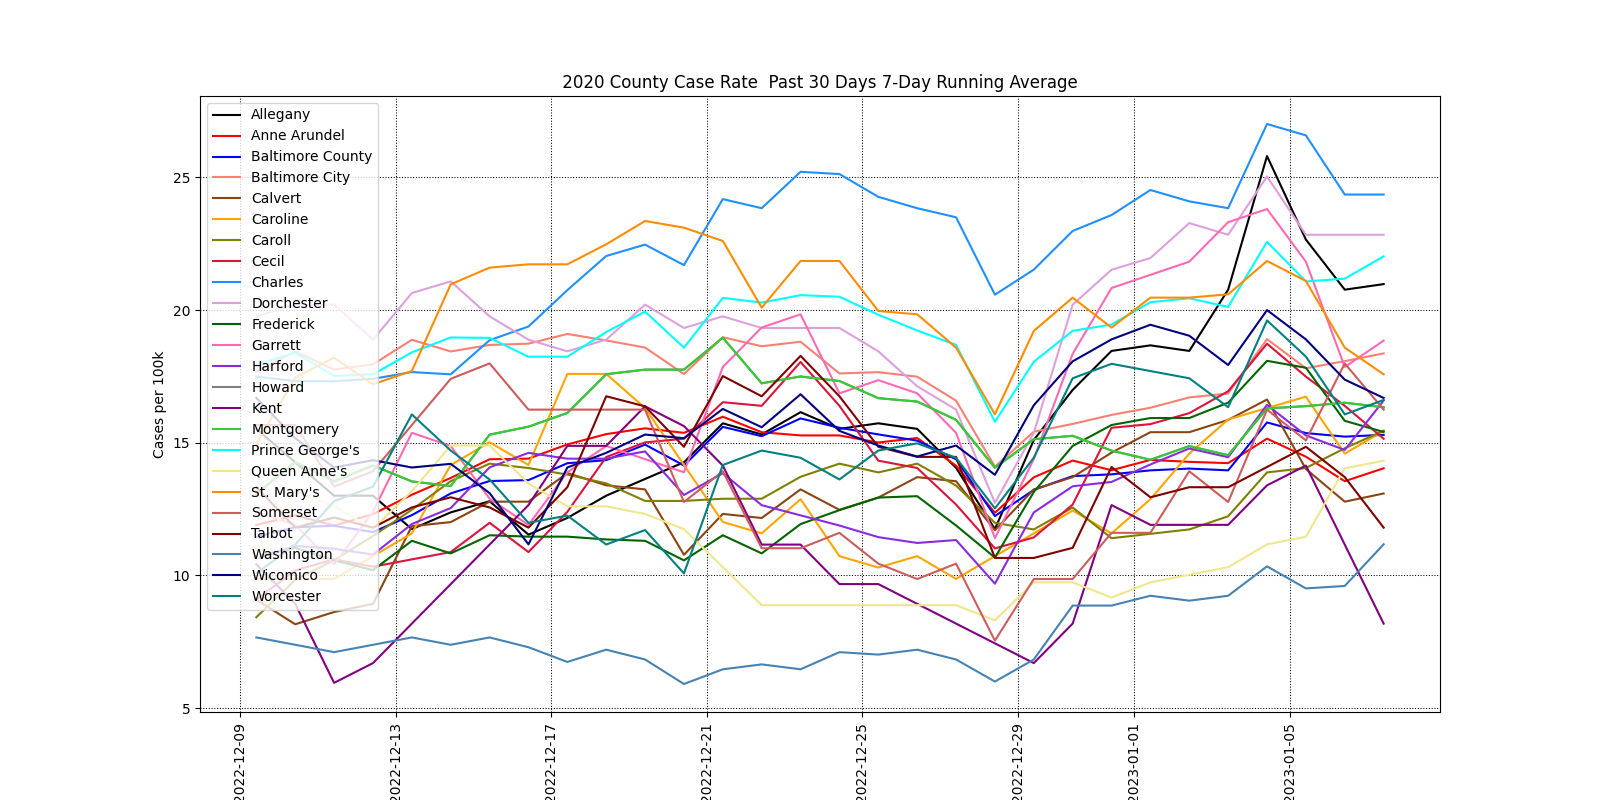 2020 County Case Rate  Past 30 Days 7-Day Running Average
Cases per 100k
25
20
15
10
5
Allegany
Anne Arundel
Baltimore County
Baltimore City
Calvert
Caroline
Caroll
Cecil
Charles
Dorchester
Frederick
Garrett
Harford
Howard
Kent
Montgomery
Prince George's
Queen Anne's
St. Mary's
Somerset
Talbot
Washington
Wicomico
Worcester
2022-12-09
2022-12-13
2022-12-17
2022-12-21
2022-12-25
2022-12-29
2023-01-01
2023-01-05